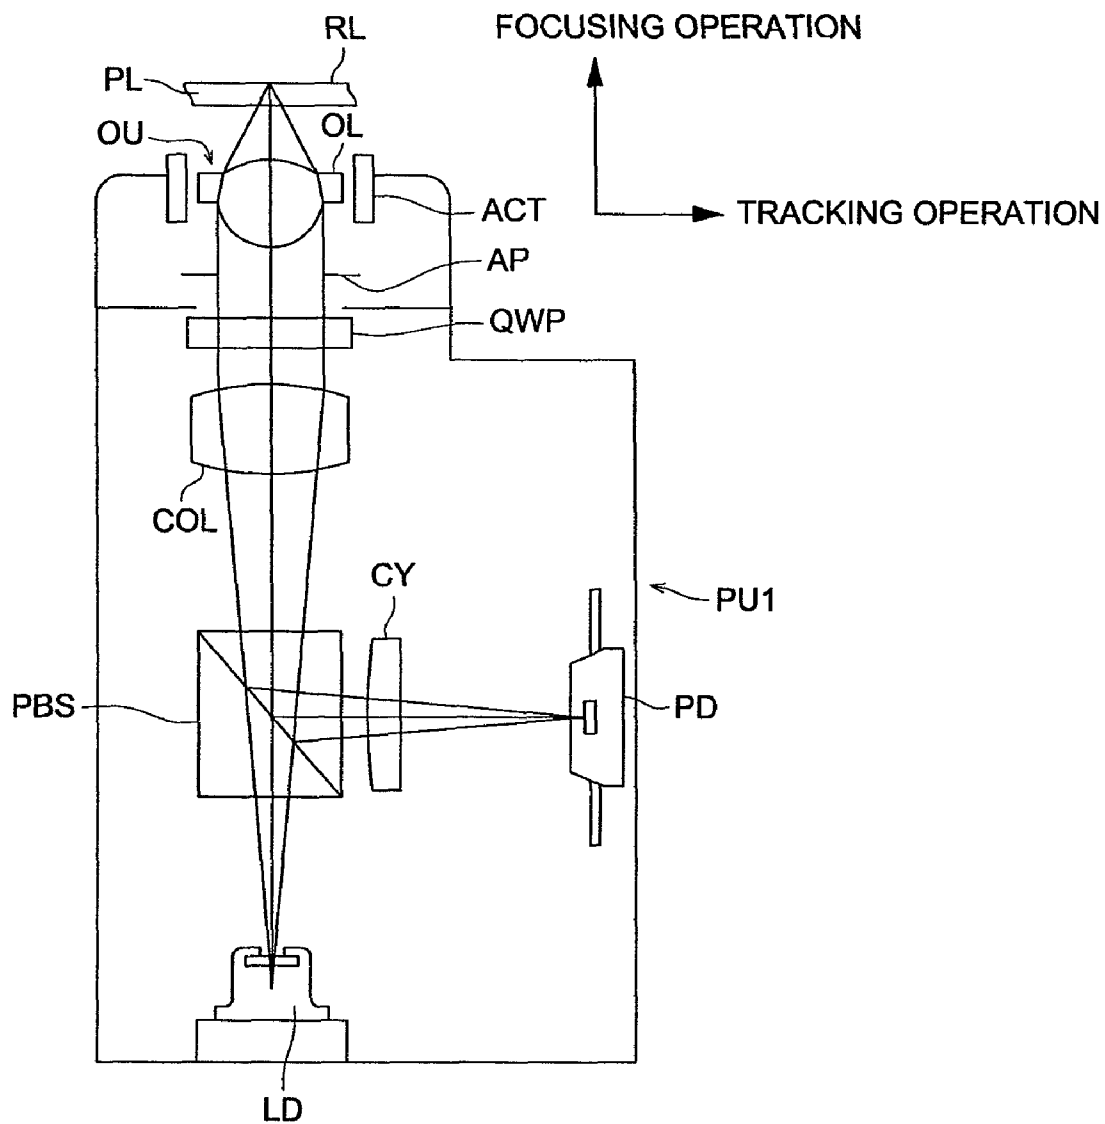 FOCUSING OPERATION
RL
PL
OU
OL
ACT
TRACKING OPERATION
AP
QWP
COL
CY
PU1
PBS
PD
LD